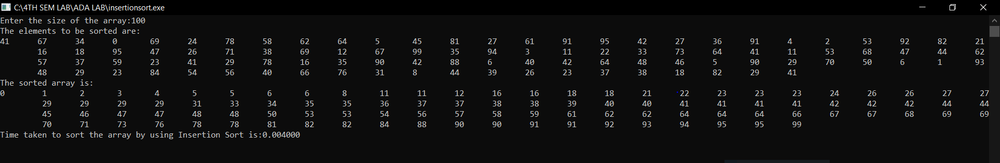 C:\4TH SEM LAB\ADA LAB\insertionsort.exe
Enter the size of the array:100
The elements to be sorted are:
41 67 34 0 69 24 78 58 62 64 5 45 81 27 61 91 95 42 27 36 91 4 2 53 92 82 21
16 18 95 47 26 71 38 69 12 67 99 35 94 3 11 22 33 73 64 41 11 53 68 47 44 62
57 37 59 23 41 29 78 16 35 90 42 88 6 40 42 64 48 46 5 90 29 70 50 6 1 93
48 29 23 84 54 56 40 66 76 31 8 44 39 26 23 37 38 18 82 29 41
The sorted array is:
0 1 2 3 4 5 5 6 6 8 11 11 12 16 16 18 18 21 22 23 23 23 24 26 26 27 27
29 29 29 29 31 33 34 35 35 36 37 37 38 38 39 40 40 41 41 41 41 42 42 42 44 44
45 46 47 47 48 48 50 53 53 54 56 57 58 59 61 62 62 64 64 64 66 67 67 68 69 69
70 71 73 76 78 78 81 82 82 84 88 90 90 91 91 92 93 94 95 95 99
Time taken to sort the array by using Insertion Sort is:0.004000